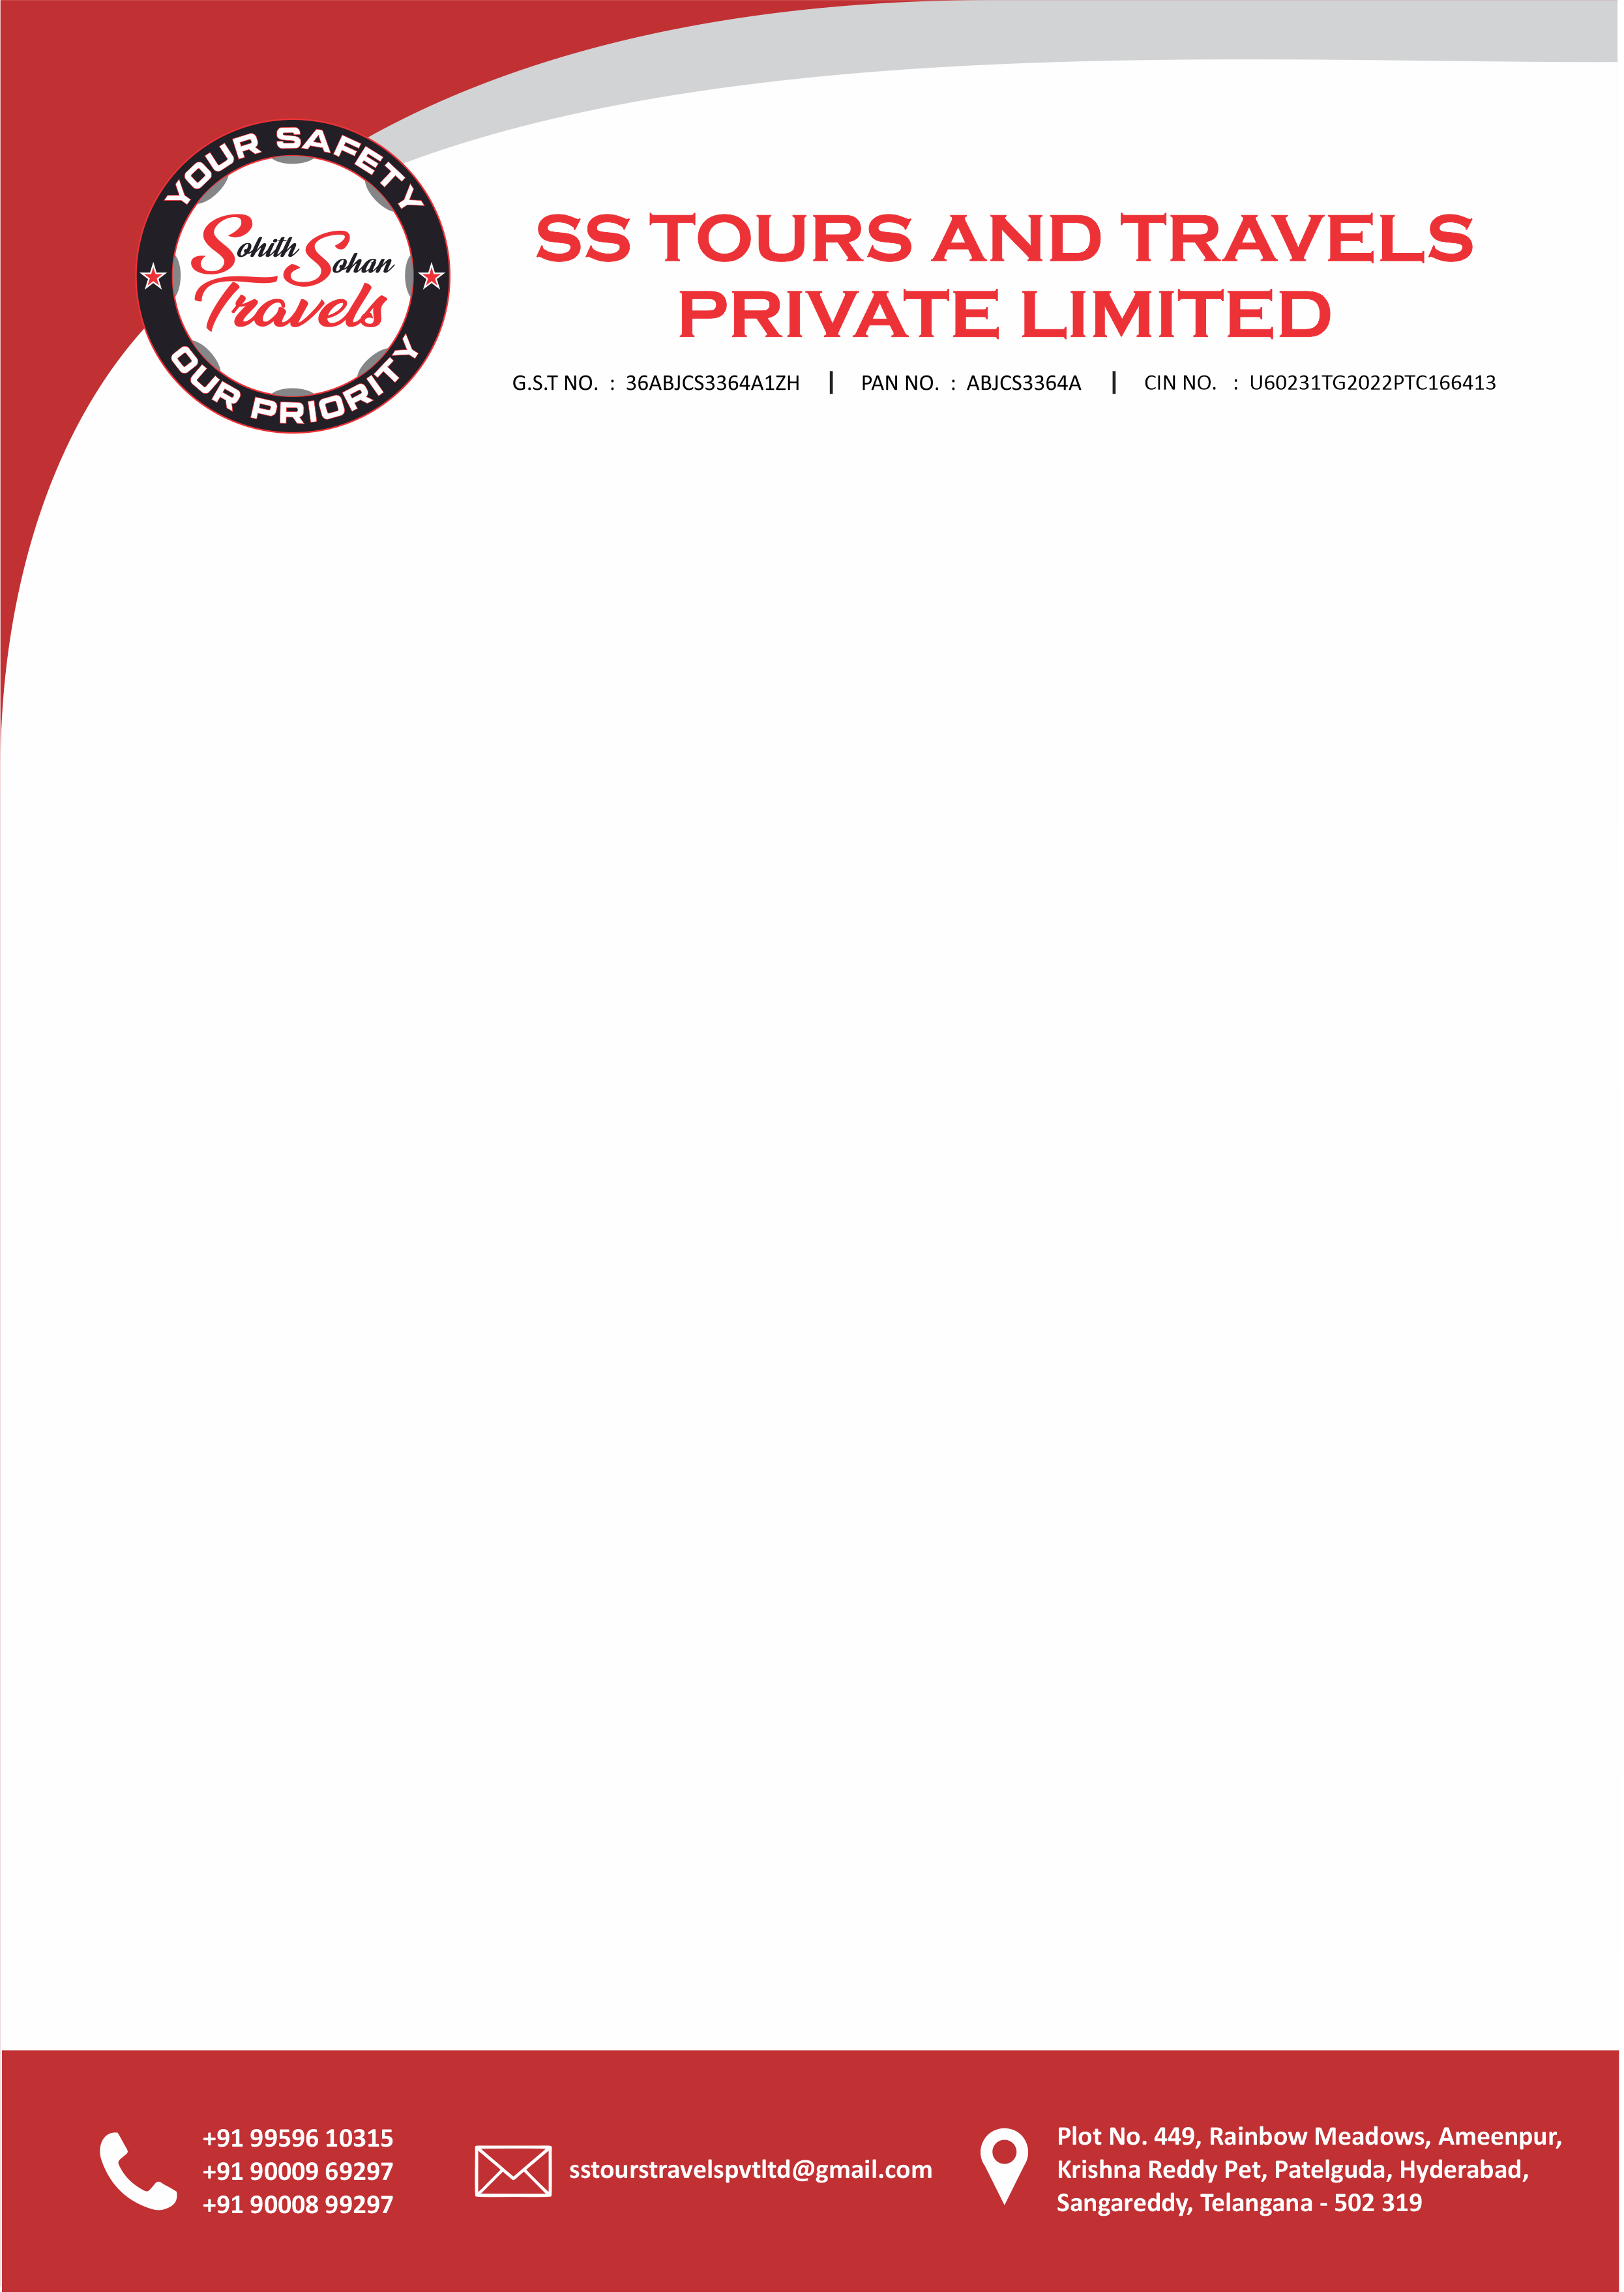 YOUR SAFETY
Sohith Sohan
Travels
OUR PRIORITY
SS TOURS AND TRAVELS
PRIVATE LIMITED
G.S.T NO. : 36ABJCS3364A1ZH | PAN NO. : ABJCS3364A | CIN NO. : U60231TG2022PTC166413
+91 99596 10315
+91 90009 69297
+91 90008 99297
sstourstravelspvtltd@gmail.com
Plot No. 449, Rainbow Meadows, Ameenpur,
Krishna Reddy Pet, Patelguda, Hyderabad,
Sangareddy, Telangana - 502 319